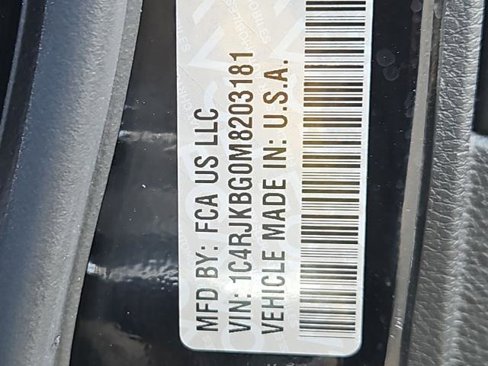 MFD BY: FCA US LLC
VIN: 1C4RJKBG0M8203181
VEHICLE MADE IN: U.S.A.